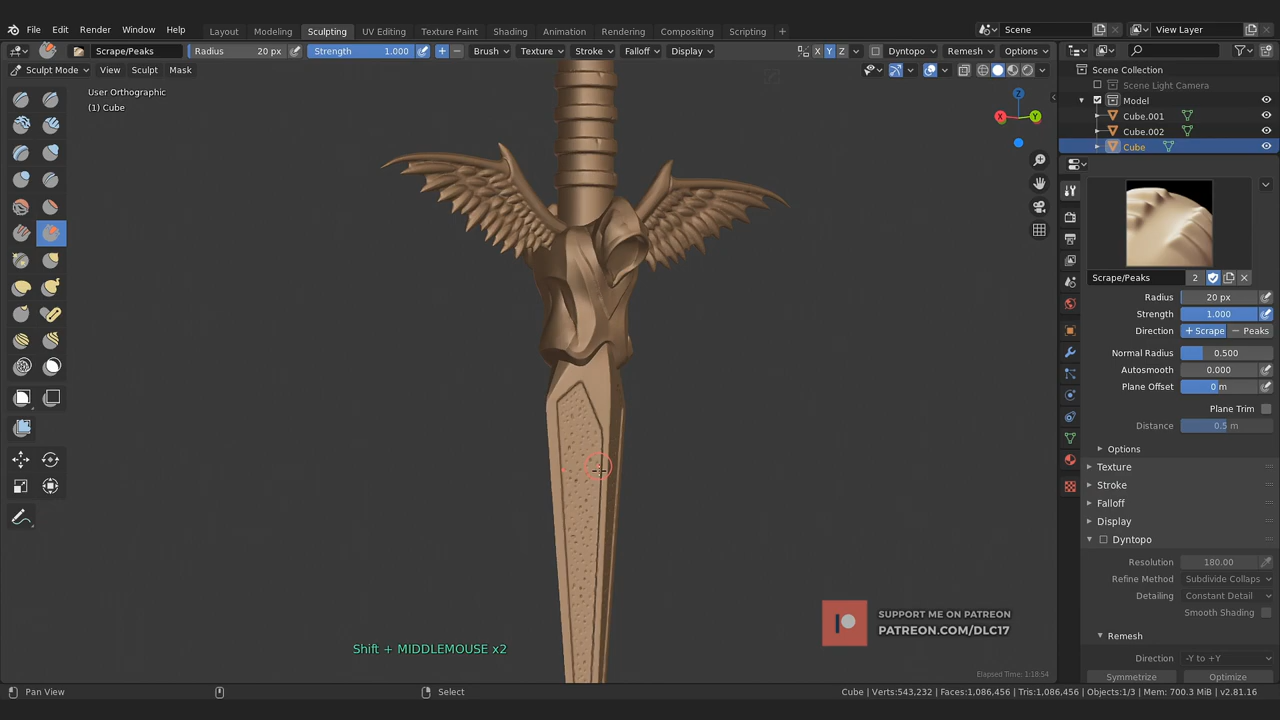 File Edit Render Window Help Layout Modeling Sculpting UV Editing Texture Paint Shading Animation Rendering Compositing Scripting + Scene View Layer
Scrape/Peaks Radius 20 px Strength 1.000 + − Brush Texture Stroke Falloff Display X Y Z Dyntopo Remesh Options
Sculpt Mode View Sculpt Mask
User Orthographic
(1) Cube
Z
X Y
Scene Collection
Scene Light Camera
Model
Cube.001
Cube.002
Cube
Scrape/Peaks 2
Radius 20 px
Strength 1.000
Direction + Scrape − Peaks
Normal Radius 0.500
Autosmooth 0.000
Plane Offset 0 m
Plane Trim
Distance 0.5 m
Options
Texture
Stroke
Falloff
Display
Dyntopo
Resolution 180.00
Refine Method Subdivide Collaps
Detailing Constant Detail
Smooth Shading
Remesh
Direction -Y to +Y
Symmetrize Optimize
SUPPORT ME ON PATREON
PATREON.COM/DLC17
Shift + MIDDLEMOUSE x2
Elapsed Time: 1:18:54
Pan View Select Cube | Verts:543,232 | Faces:1,086,456 | Tris:1,086,456 | Objects:1/3 | Mem: 700.3 MiB | v2.81.16